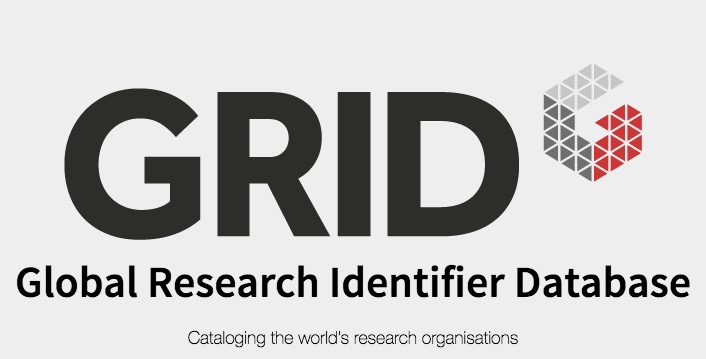 GRID
Global Research Identifier Database
Cataloging the world's research organisations